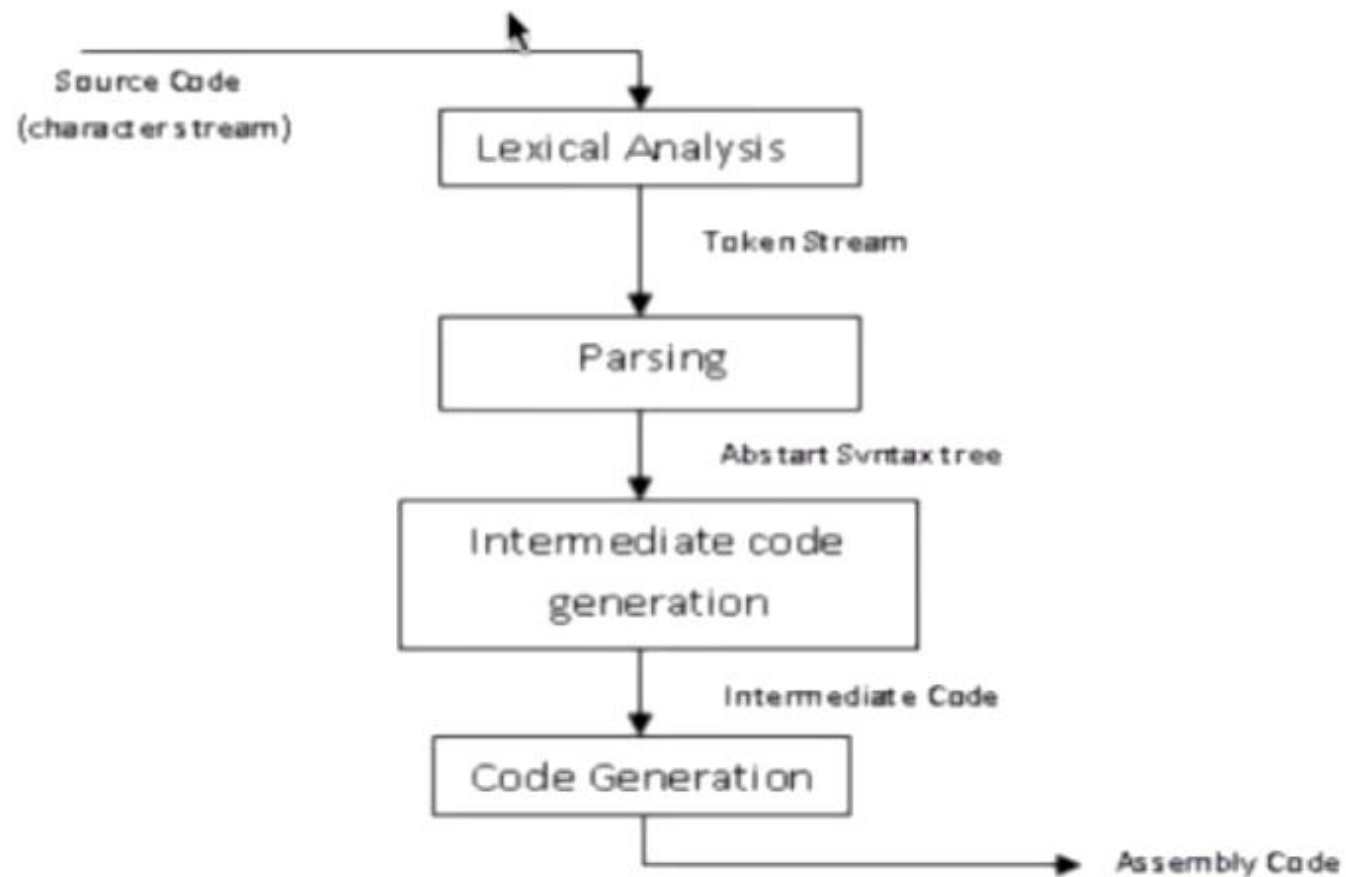 Source Code
(character stream)
Lexical Analysis
Token Stream
Parsing
Abstart Syntax tree
Intermediate code
generation
Intermediate Code
Code Generation
Assembly Code